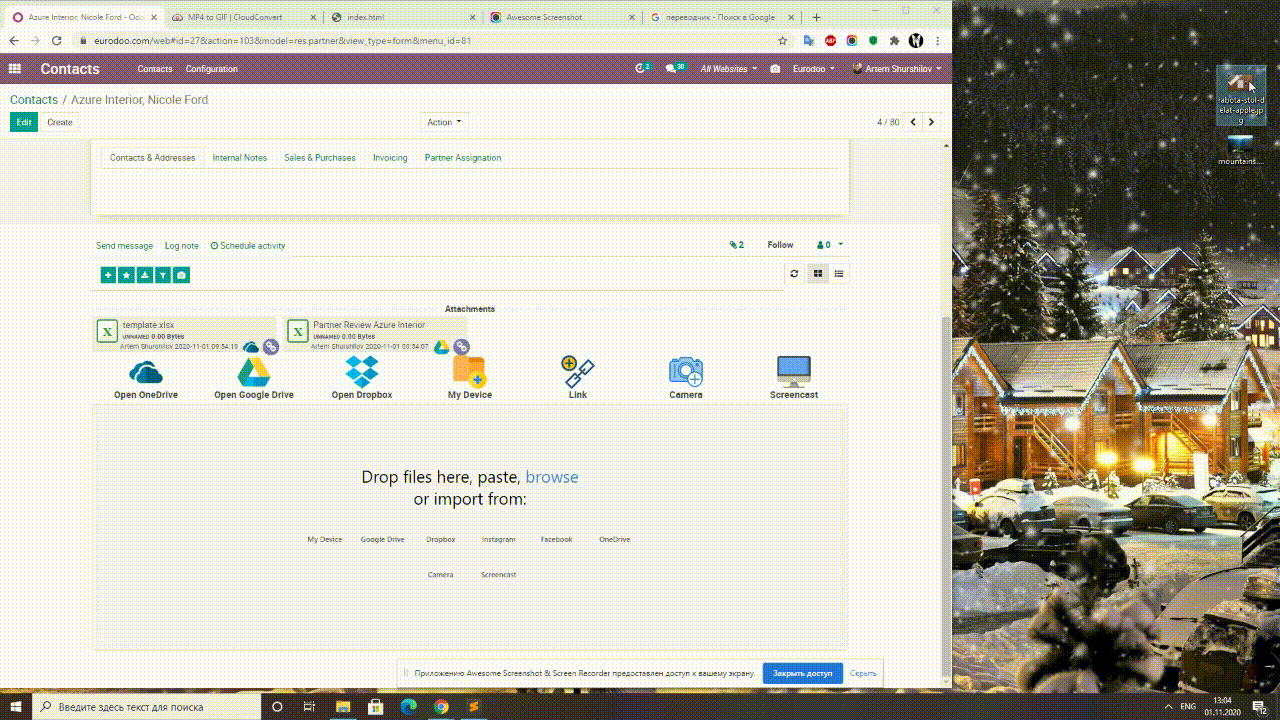 Azure Interior, Nicole Ford - Odo
MP4 to GIF | CloudConvert
index.html
Awesome Screenshot
переводчик - Поиск в Google
eurodoo.com/web#id=27&action=103&model=res.partner&view_type=form&menu_id=81
Contacts
Contacts
Configuration
2
30
All Websites
Eurodoo
Artem Shurshilov
Contacts / Azure Interior, Nicole Ford
Edit
Create
Action
4 / 80
Contacts & Addresses
Internal Notes
Sales & Purchases
Invoicing
Partner Assignation
Send message
Log note
Schedule activity
2
Follow
0
Attachments
template.xlsx
UNNAMED 0.00 Bytes
Artem Shurshilov 2020-11-01 09:54:19
Partner Review Azure Interior
UNNAMED 0.00 Bytes
Artem Shurshilov 2020-11-01 09:54:07
Open OneDrive
Open Google Drive
Open Dropbox
My Device
Link
Camera
Screencast
Drop files here, paste, browse
or import from:
My Device
Google Drive
Dropbox
Instagram
Facebook
OneDrive
Camera
Screencast
Приложению Awesome Screenshot & Screen Recorder предоставлен доступ к вашему экрану.
Закрыть доступ
Скрыть
rabota-stol-d
elat-apple.jp
g
mountains....
Введите здесь текст для поиска
ENG
13:04
01.11.2020
12